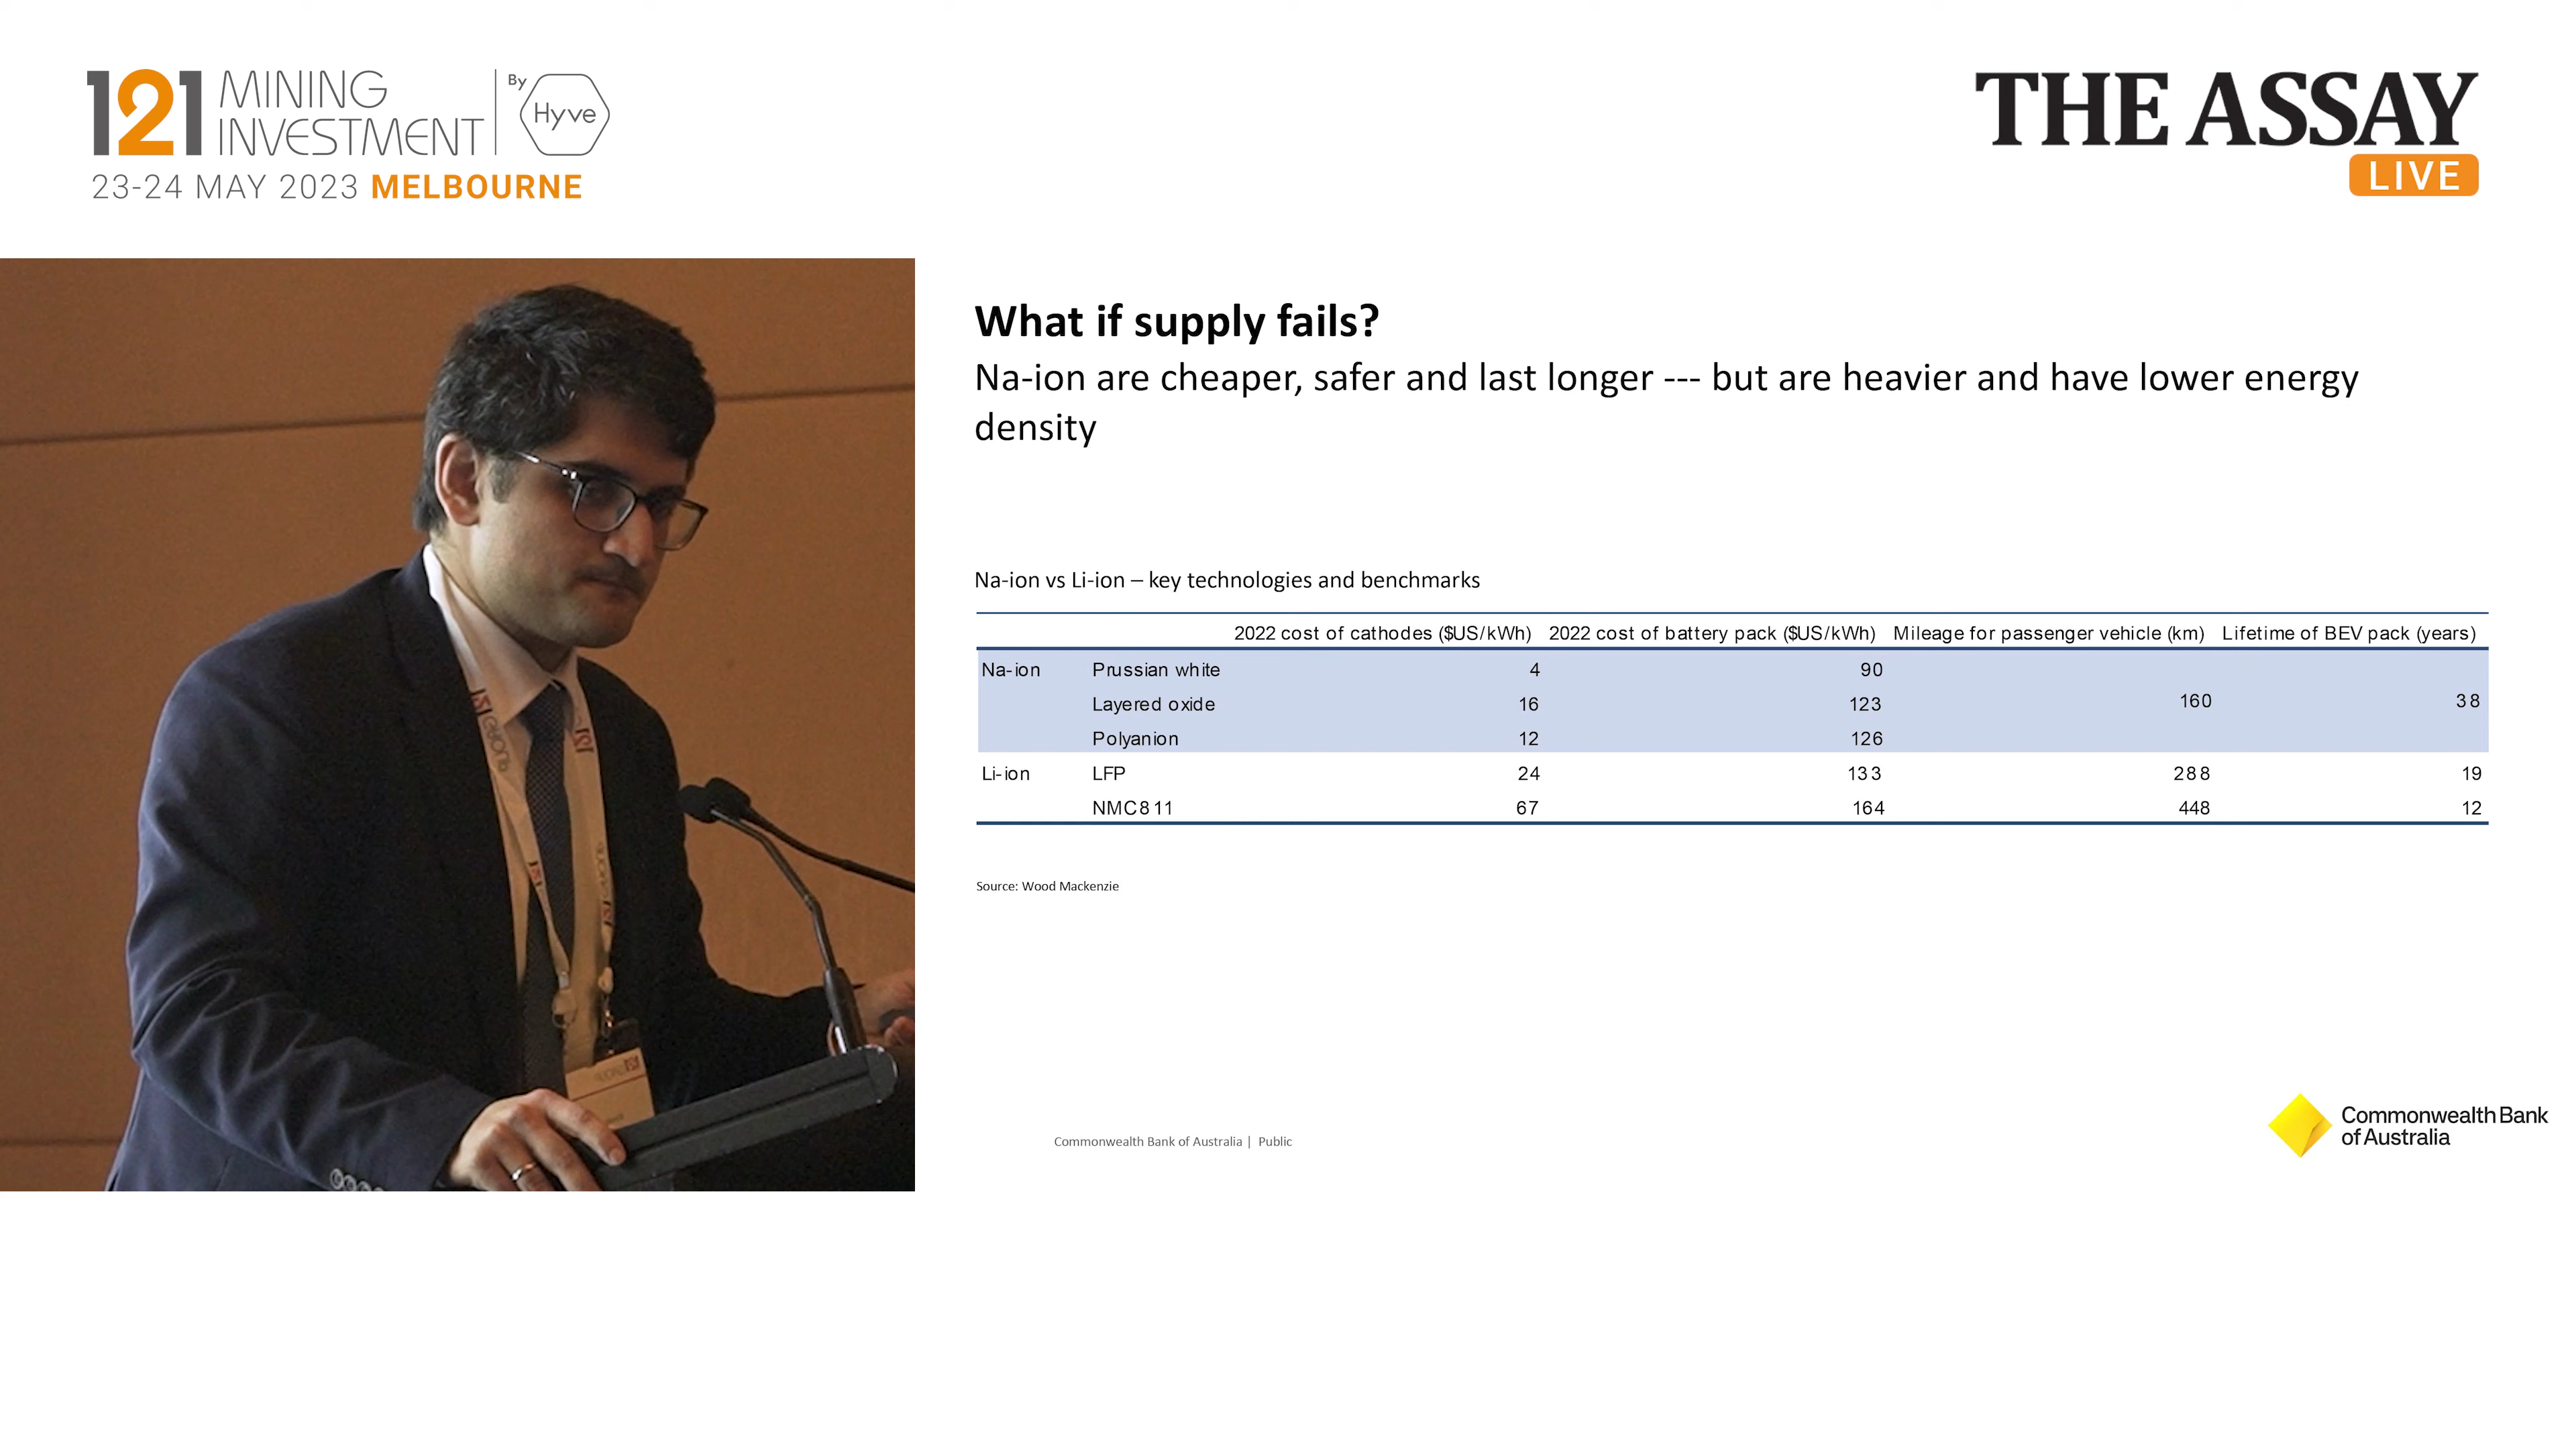 121 MINING INVESTMENT By Hyve
23-24 MAY 2023 MELBOURNE
THE ASSAY
LIVE
What if supply fails?
Na-ion are cheaper, safer and last longer --- but are heavier and have lower energy
density
Na-ion vs Li-ion – key technologies and benchmarks
2022 cost of cathodes ($US/kWh) 2022 cost of battery pack ($US/kWh) Mileage for passenger vehicle (km) Lifetime of BEV pack (years)
Na-ion Prussian white 4 90
Layered oxide 16 123 160 38
Polyanion 12 126
Li-ion LFP 24 133 288 19
NMC811 67 164 448 12
Source: Wood Mackenzie
Commonwealth Bank of Australia | Public
CommonwealthBank
of Australia